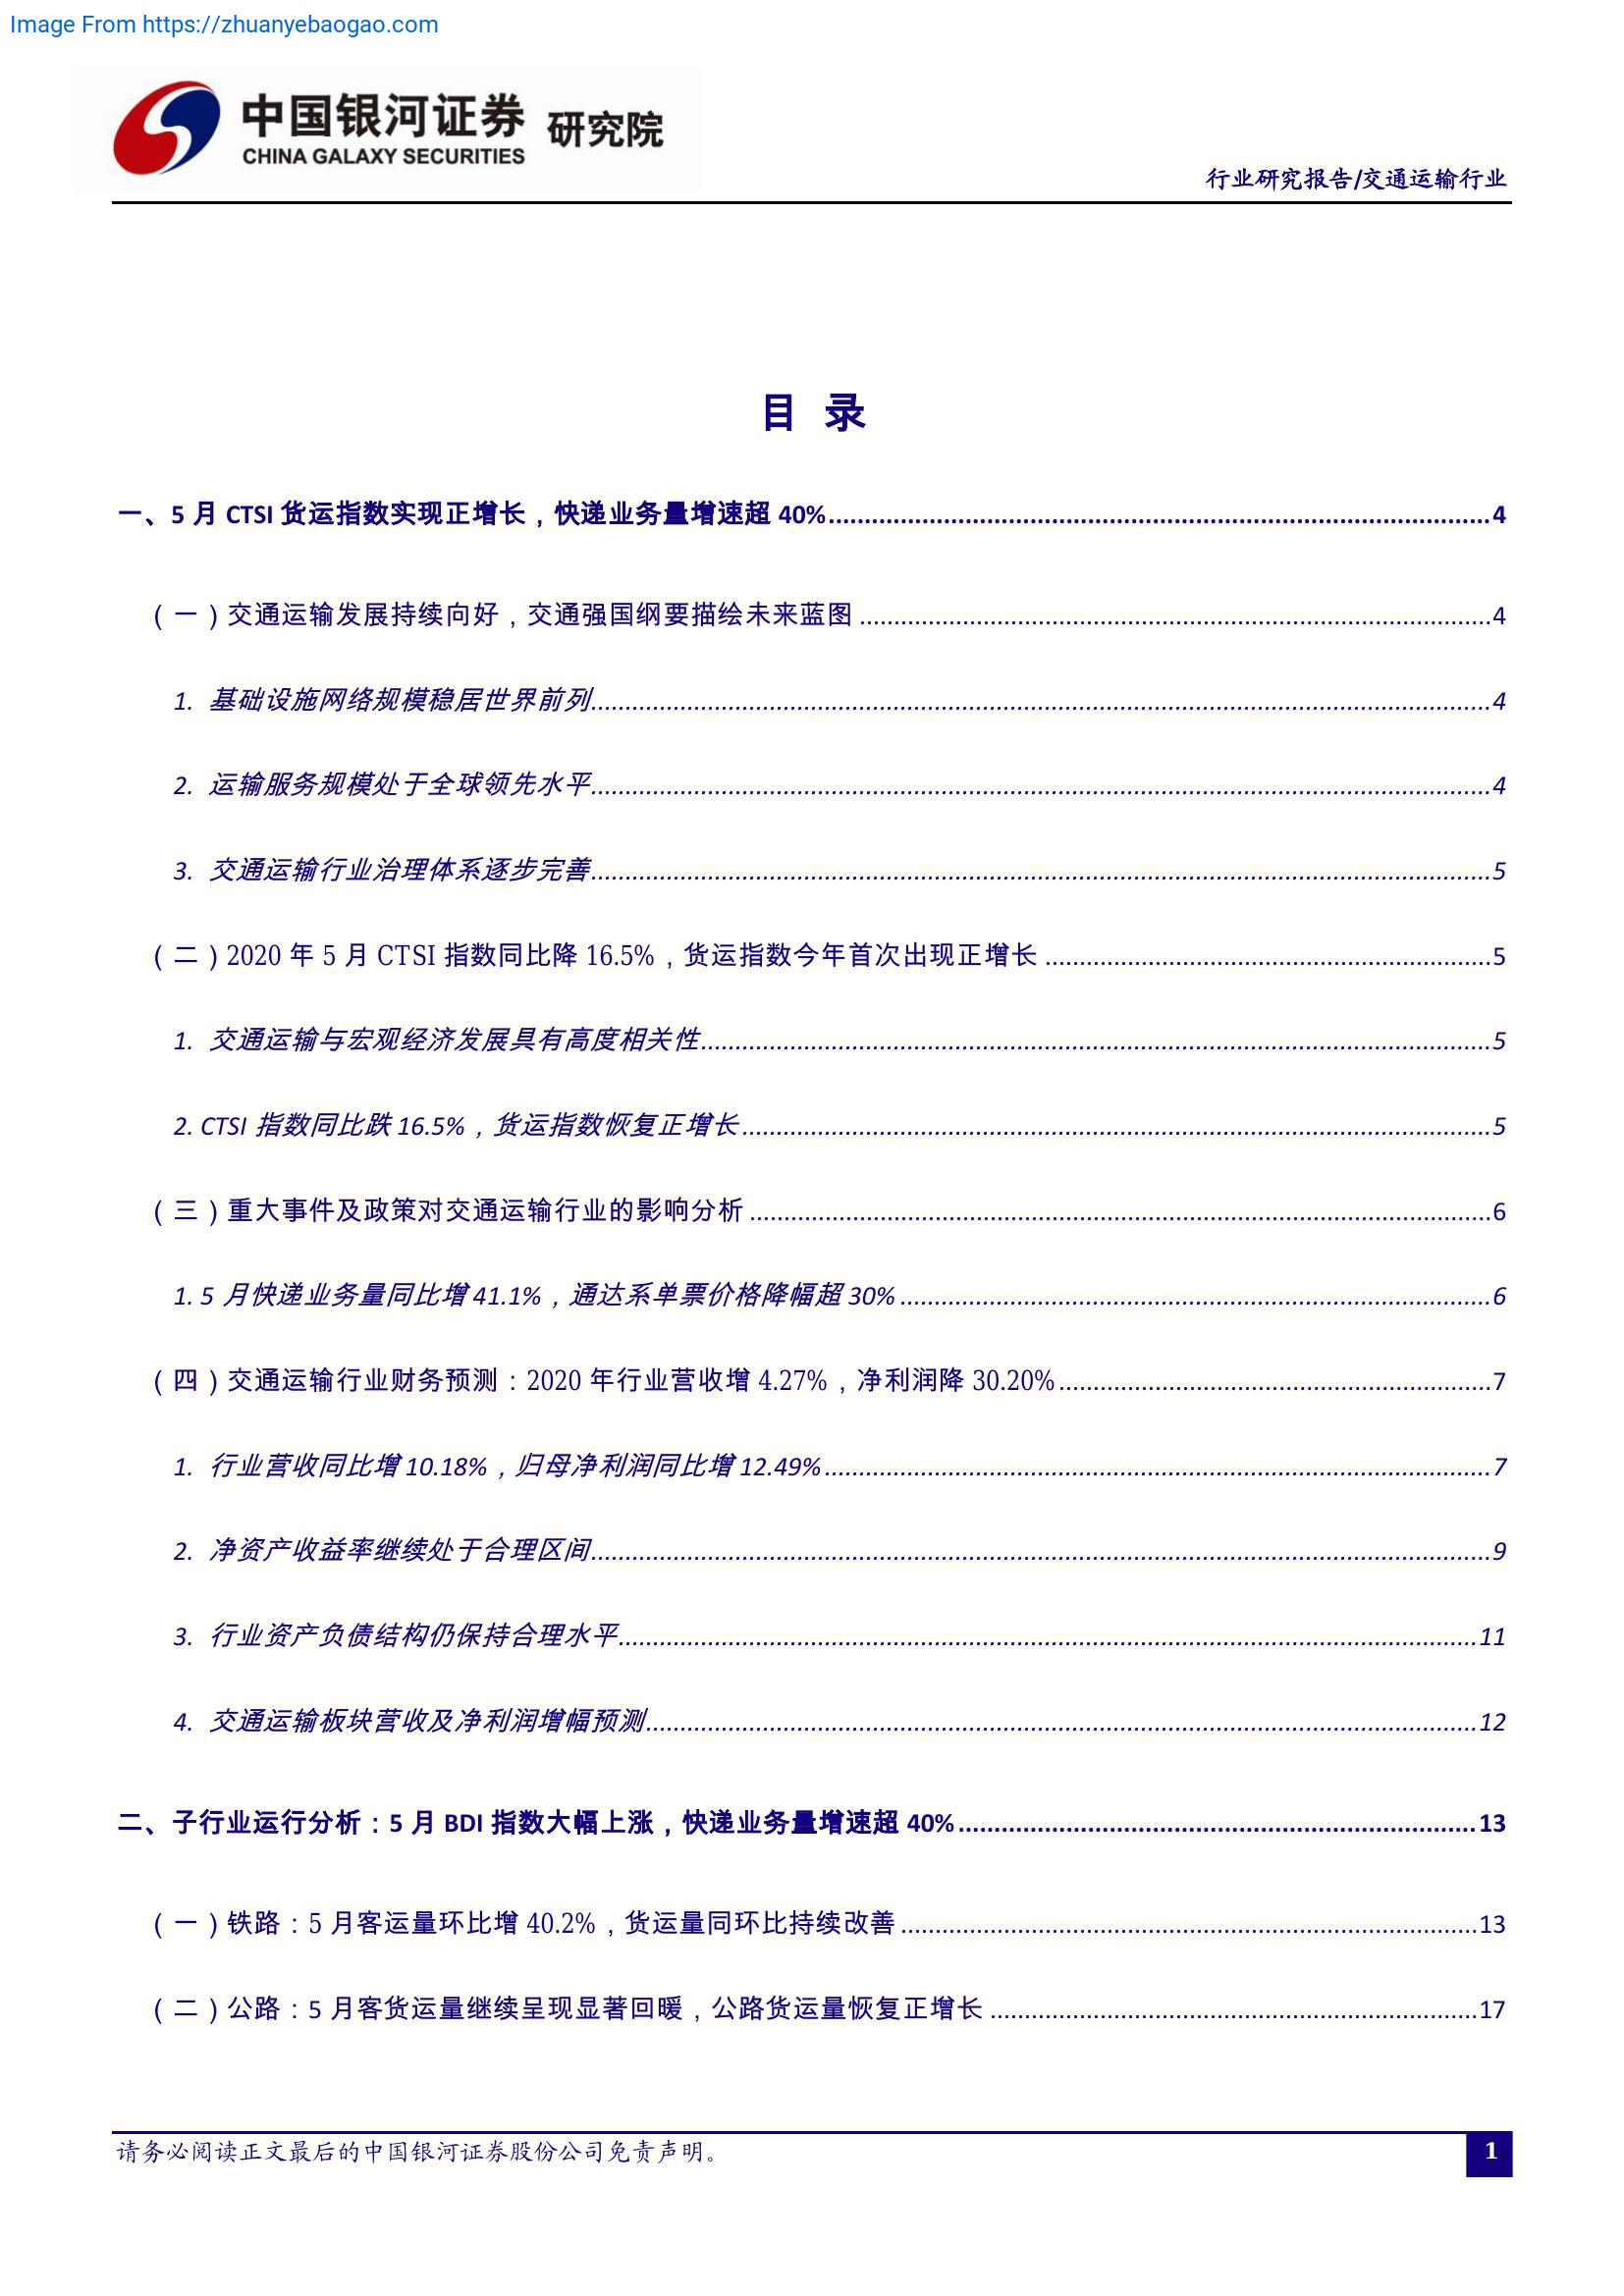 Image From https://zhuanyebaogao.com
中国银河证券 研究院
CHINA GALAXY SECURITIES
行业研究报告/交通运输行业
目 录
一、5 月 CTSI 货运指数实现正增长，快递业务量增速超 40%........................................4
（一）交通运输发展持续向好，交通强国纲要描绘未来蓝图........................................4
1. 基础设施网络规模稳居世界前列........................................4
2. 运输服务规模处于全球领先水平........................................4
3. 交通运输行业治理体系逐步完善........................................5
（二）2020 年 5 月 CTSI 指数同比降 16.5%，货运指数今年首次出现正增长........................................5
1. 交通运输与宏观经济发展具有高度相关性........................................5
2. CTSI 指数同比跌 16.5%，货运指数恢复正增长........................................5
（三）重大事件及政策对交通运输行业的影响分析........................................6
1. 5 月快递业务量同比增 41.1%，通达系单票价格降幅超 30%........................................6
（四）交通运输行业财务预测：2020 年行业营收增 4.27%，净利润降 30.20%........................................7
1. 行业营收同比增 10.18%，归母净利润同比增 12.49%........................................7
2. 净资产收益率继续处于合理区间........................................9
3. 行业资产负债结构仍保持合理水平........................................11
4. 交通运输板块营收及净利润增幅预测........................................12
二、子行业运行分析：5 月 BDI 指数大幅上涨，快递业务量增速超 40%........................................13
（一）铁路：5 月客运量环比增 40.2%，货运量同环比持续改善........................................13
（二）公路：5 月客货运量继续呈现显著回暖，公路货运量恢复正增长........................................17
请务必阅读正文最后的中国银河证券股份公司免责声明。
1